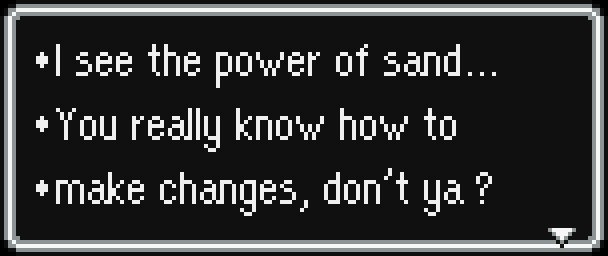 •I see the power of sand...
•You really know how to
•make changes, don't ya ?